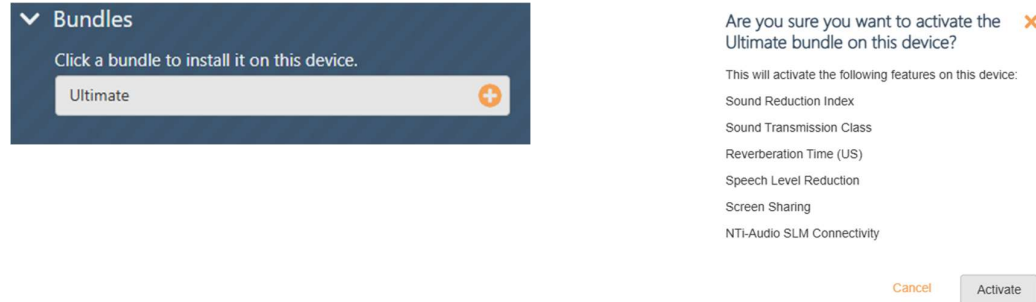 Bundles
Click a bundle to install it on this device.
Ultimate
Are you sure you want to activate the
Ultimate bundle on this device?
This will activate the following features on this device:
Sound Reduction Index
Sound Transmission Class
Reverberation Time (US)
Speech Level Reduction
Screen Sharing
NTi-Audio SLM Connectivity
Cancel
Activate